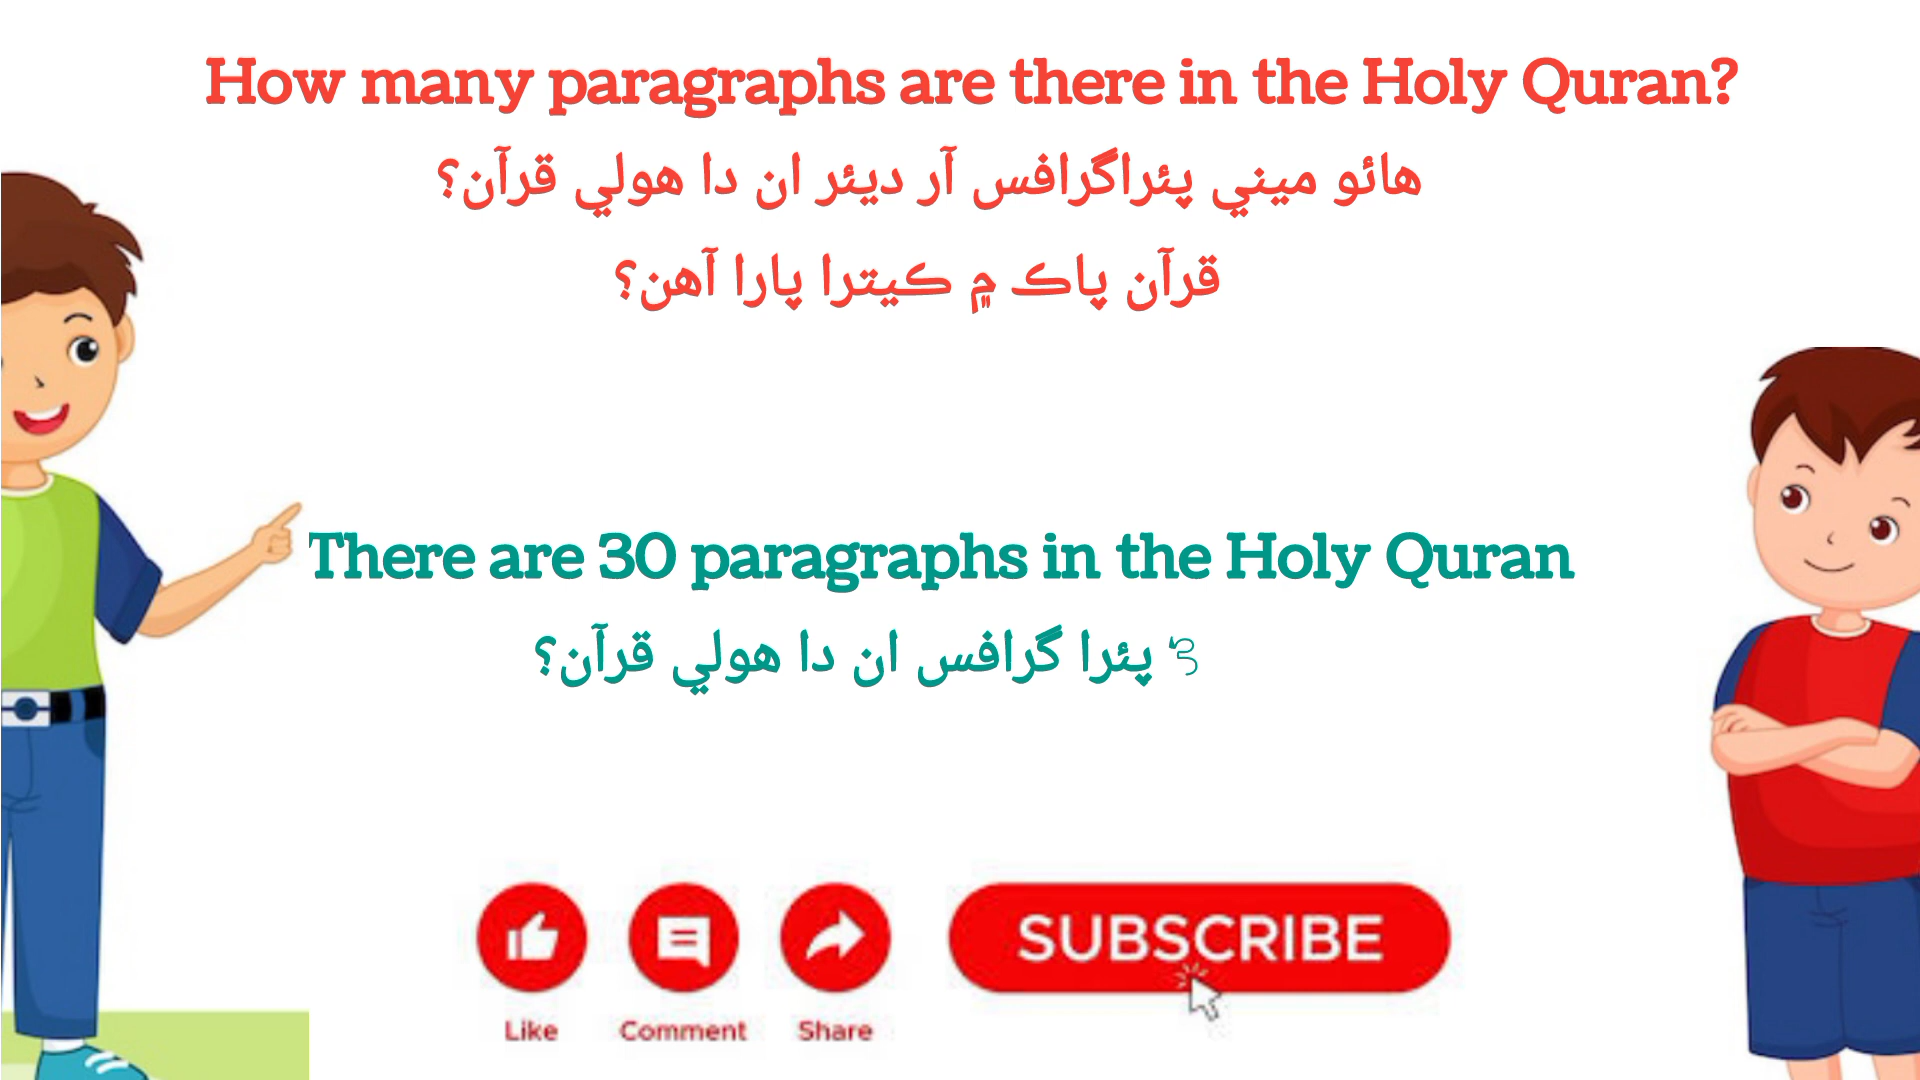 How many paragraphs are there in the Holy Quran?
هائو ميني پئراگرافس آر ديئر ان دا هولي قرآن؟
قرآن پاڪ ۾ ڪيترا پارا آهن؟
There are 30 paragraphs in the Holy Quran
پئرا گرافس ان دا هولي قرآن؟
SUBSCRIBE
Like Comment Share